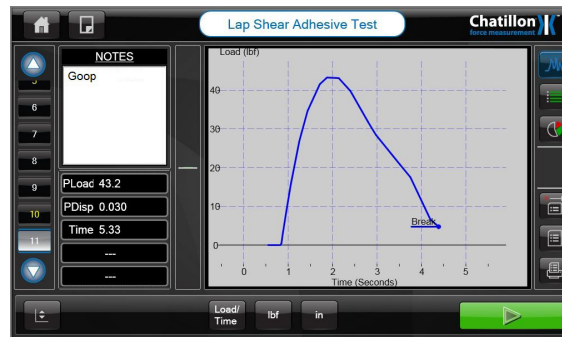 Lap Shear Adhesive Test
Chatillon
force measurement
NOTES
Goop
5
6
7
8
9
10
11
PLoad 43.2
PDisp 0.030
Time 5.33
---
---
Load (lbf)
40
30
20
10
0
Break
0 1 2 3 4 5
Time (Seconds)
Load/
Time
lbf
in